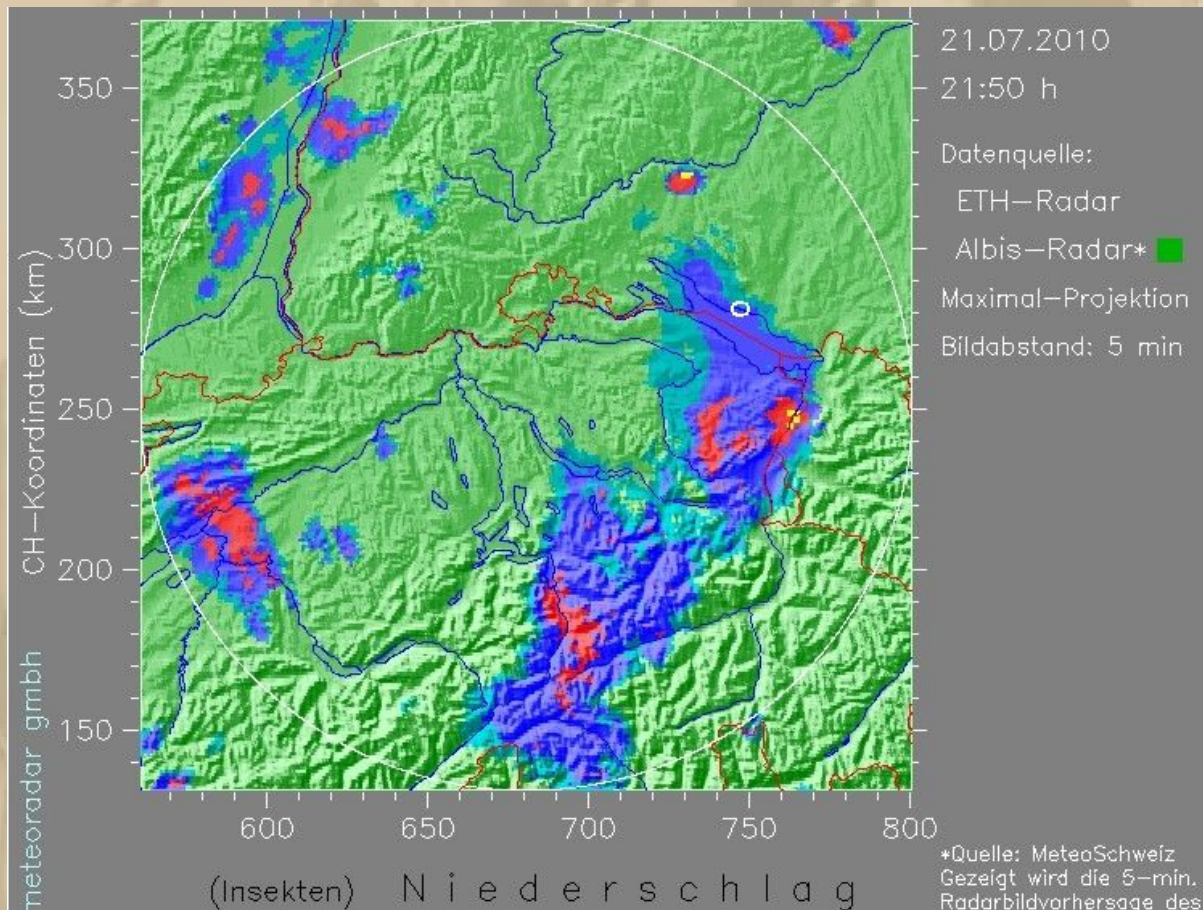 21.07.2010
21:50 h
Datenquelle:
ETH-Radar
Albis-Radar*
Maximal-Projektion
Bildabstand: 5 min
*Quelle: MeteoSchweiz
Gezeigt wird die 5-min.
Radarbildvorhersage des
CH-Koordinaten (km)
350
300
250
200
150
600
650
700
750
800
meteoradar gmbh
(Insekten) Niederschlag